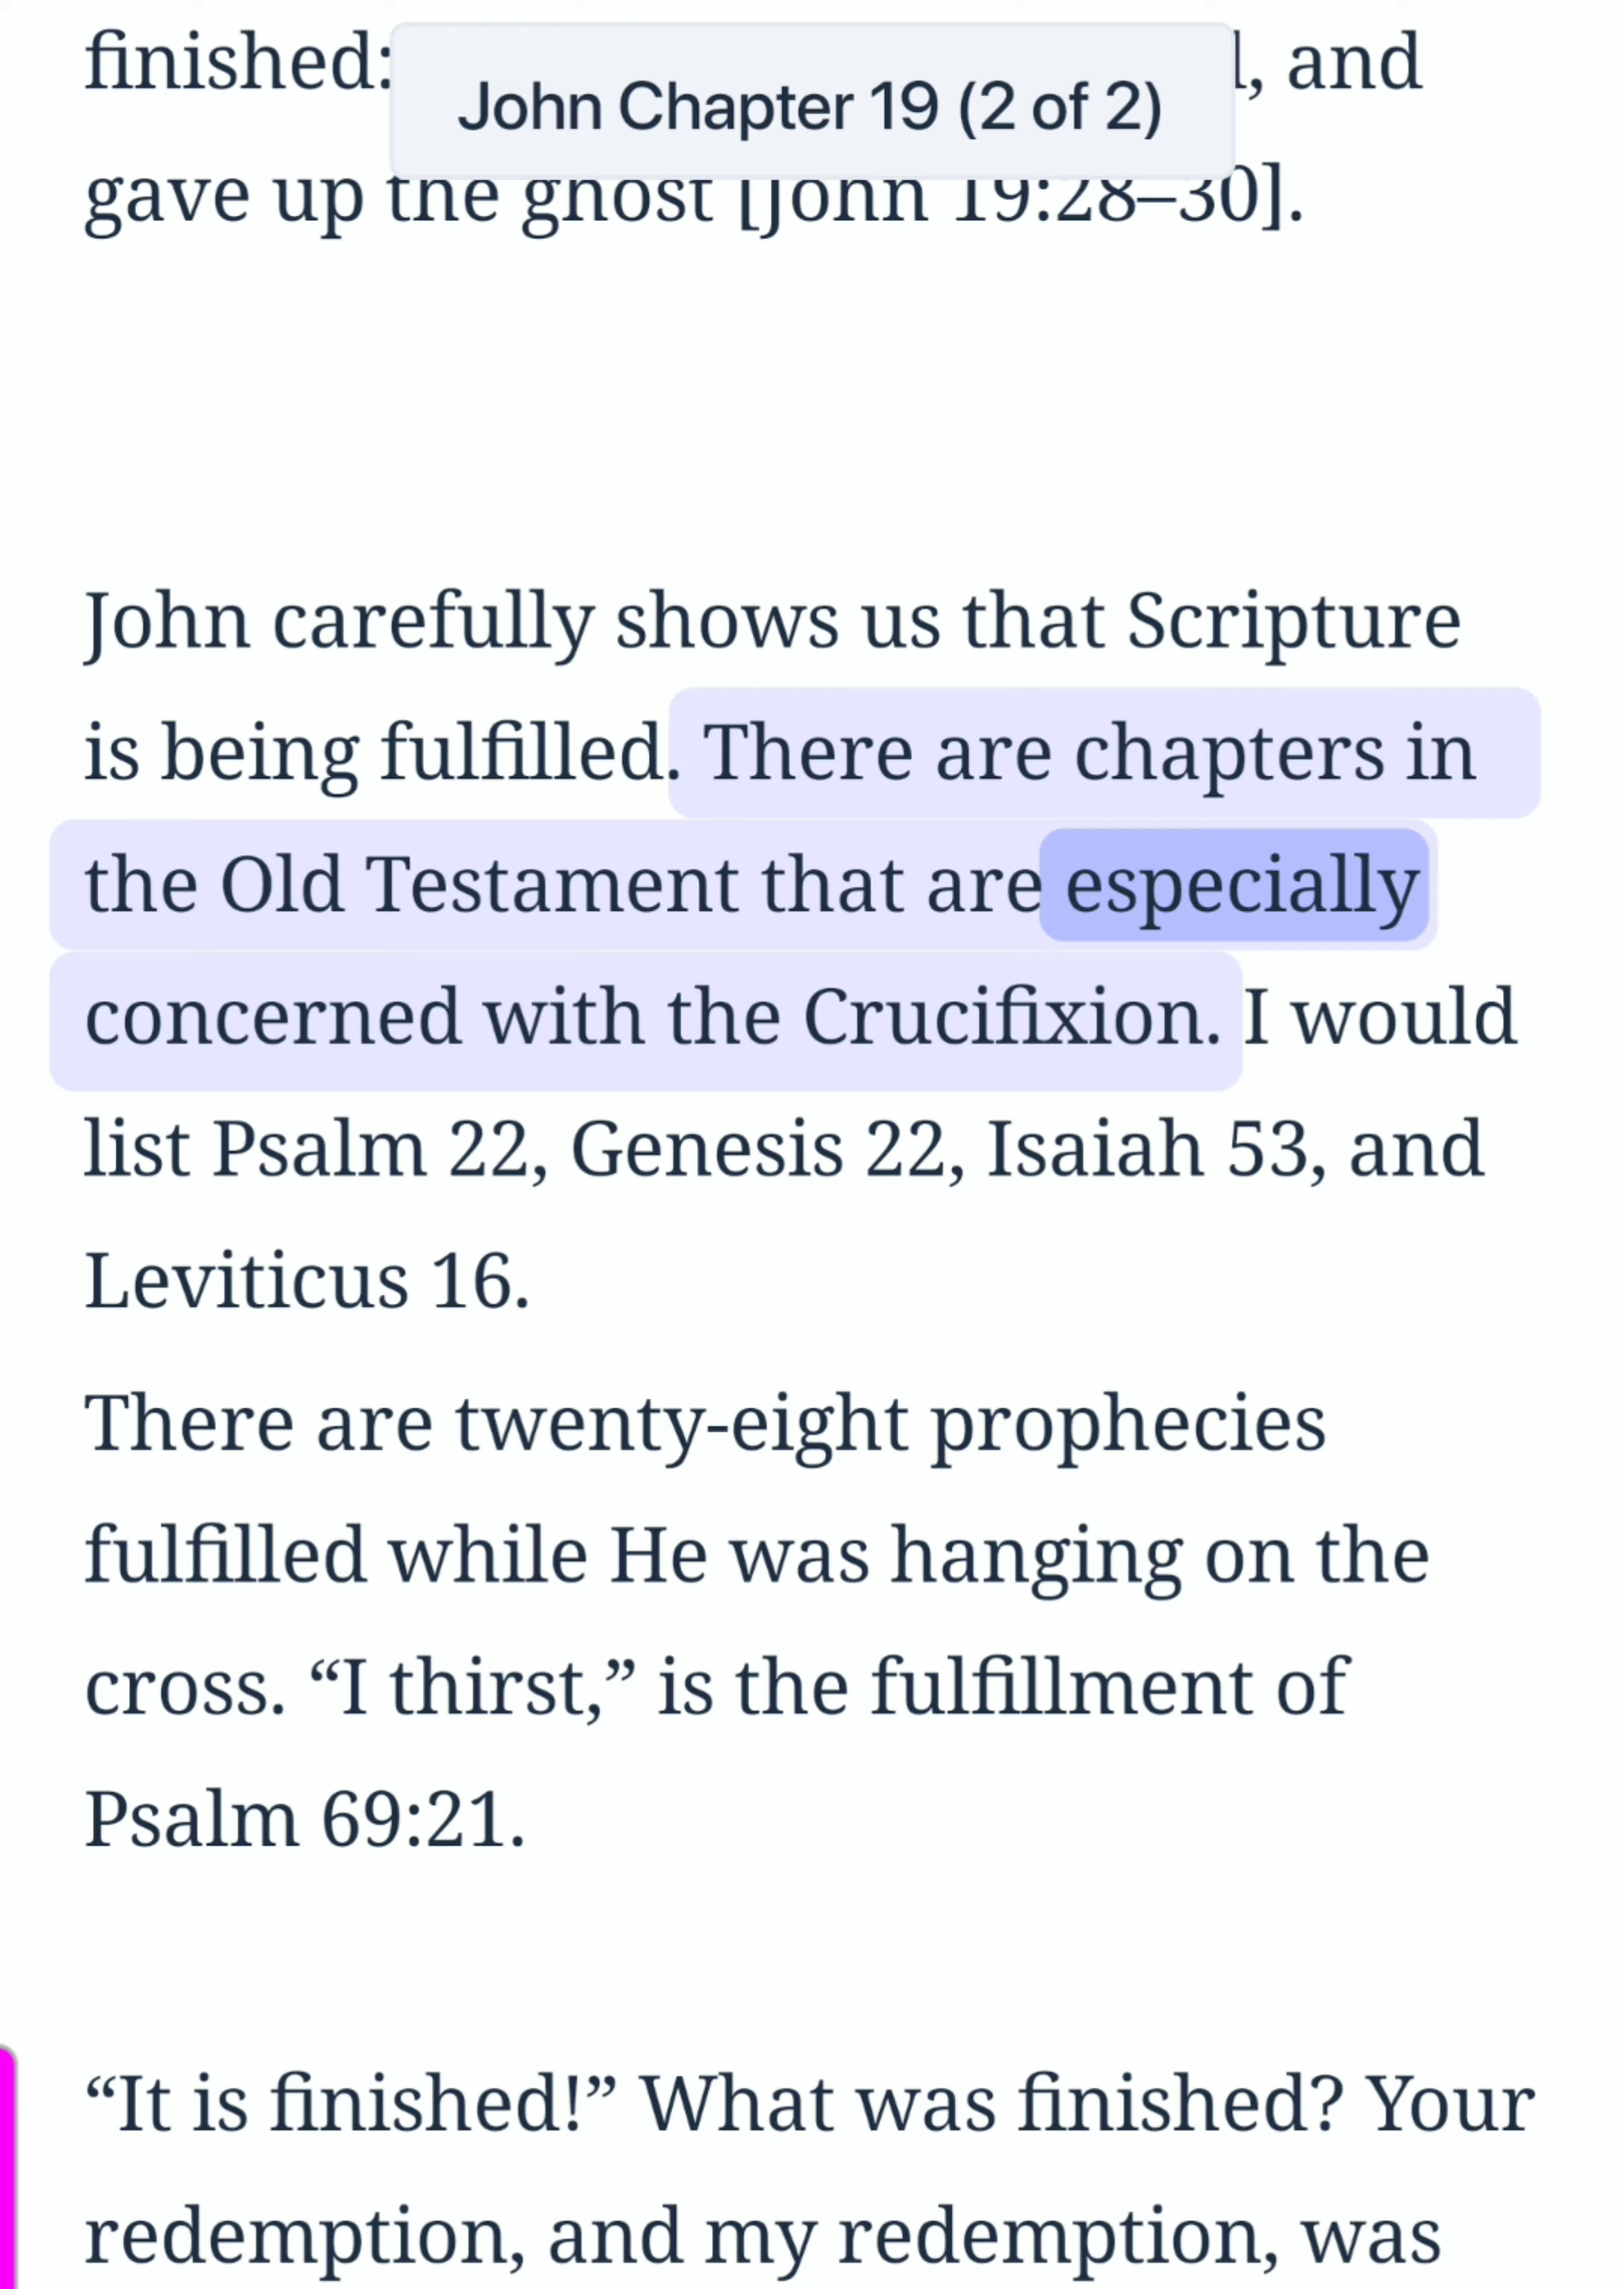 finished:
John Chapter 19 (2 of 2)
, and
gave up the ghost [John 19:28–30].
John carefully shows us that Scripture
is being fulfilled. There are chapters in
the Old Testament that are especially
concerned with the Crucifixion. I would
list Psalm 22, Genesis 22, Isaiah 53, and
Leviticus 16.
There are twenty-eight prophecies
fulfilled while He was hanging on the
cross. “I thirst,” is the fulfillment of
Psalm 69:21.
“It is finished!” What was finished? Your
redemption, and my redemption, was